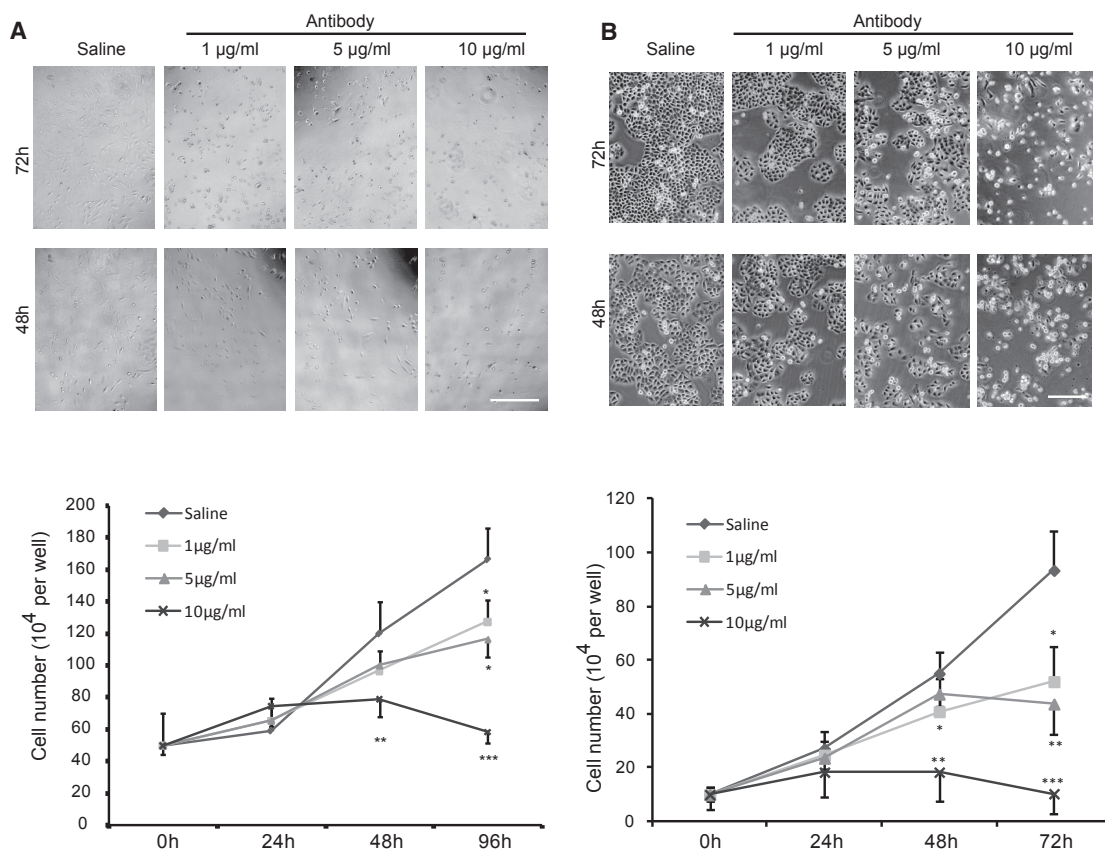 A
Antibody
Saline
1 µg/ml
5 µg/ml
10 µg/ml
72h
48h
B
Antibody
Saline
1 µg/ml
5 µg/ml
10 µg/ml
72h
48h
Cell number (10^4 per well)
200
180
160
140
120
100
80
60
40
20
0
Saline
1µg/ml
5µg/ml
10µg/ml
*
*
**
***
0h
24h
48h
96h
Cell number (10^4 per well)
120
100
80
60
40
20
0
Saline
1µg/ml
5µg/ml
10µg/ml
*
*
**
**
***
0h
24h
48h
72h